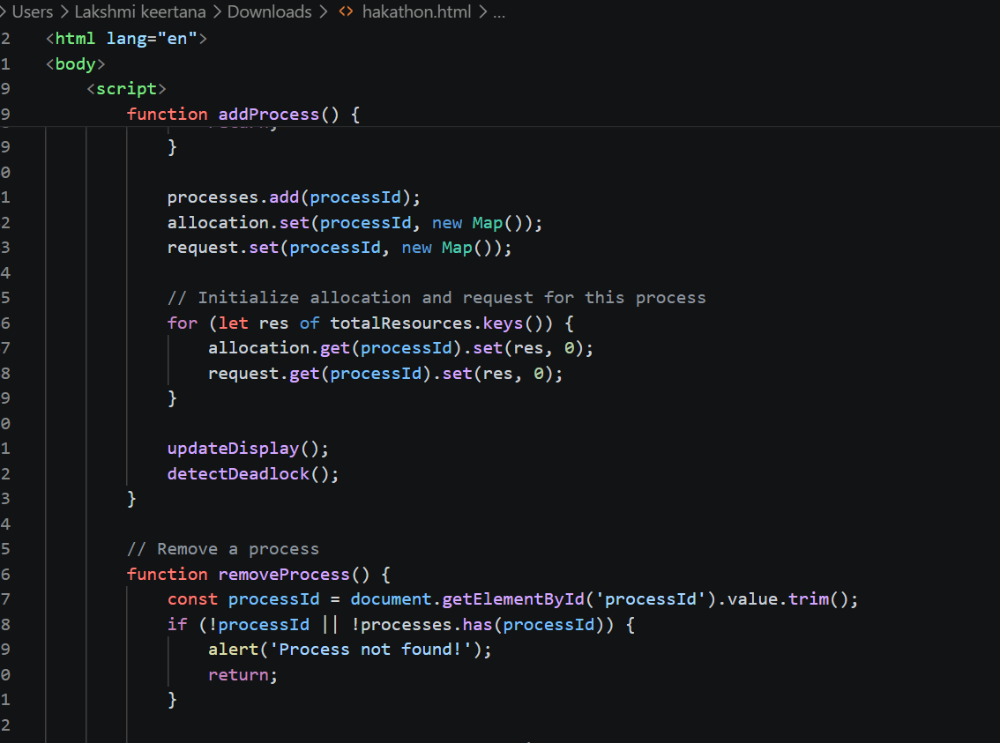 > Users > Lakshmi keertana > Downloads > <> hakathon.html > ...
2 <html lang="en">
1 <body>
9 <script>
9 function addProcess() {
9 }
0
1 processes.add(processId);
2 allocation.set(processId, new Map());
3 request.set(processId, new Map());
4
5 // Initialize allocation and request for this process
6 for (let res of totalResources.keys()) {
7 allocation.get(processId).set(res, 0);
8 request.get(processId).set(res, 0);
9 }
0
1 updateDisplay();
2 detectDeadlock();
3 }
4
5 // Remove a process
6 function removeProcess() {
7 const processId = document.getElementById('processId').value.trim();
8 if (!processId || !processes.has(processId)) {
9 alert('Process not found!');
0 return;
1 }
2